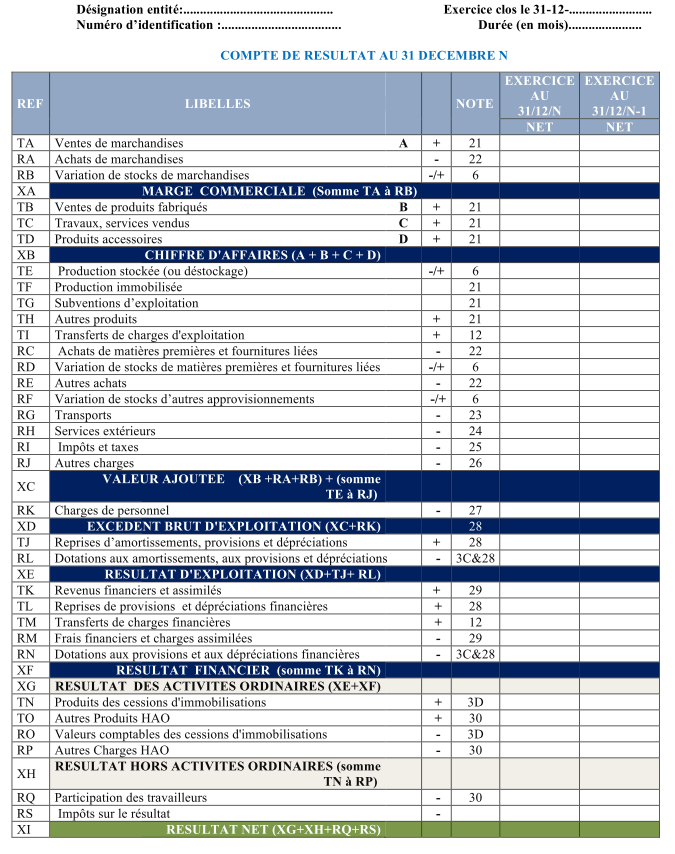 Désignation entité:............................................. Exercice clos le 31-12-.........................
Numéro d’identification :.................................... Durée (en mois)......................
COMPTE DE RESULTAT AU 31 DECEMBRE N
REF LIBELLES NOTE EXERCICE AU 31/12/N EXERCICE AU 31/12/N-1
NET NET
TA Ventes de marchandises A + 21
RA Achats de marchandises - 22
RB Variation de stocks de marchandises -/+ 6
XA MARGE COMMERCIALE (Somme TA à RB)
TB Ventes de produits fabriqués B + 21
TC Travaux, services vendus C + 21
TD Produits accessoires D + 21
XB CHIFFRE D'AFFAIRES (A + B + C + D)
TE Production stockée (ou déstockage) -/+ 6
TF Production immobilisée 21
TG Subventions d’exploitation 21
TH Autres produits + 21
TI Transferts de charges d'exploitation + 12
RC Achats de matières premières et fournitures liées - 22
RD Variation de stocks de matières premières et fournitures liées -/+ 6
RE Autres achats - 22
RF Variation de stocks d’autres approvisionnements -/+ 6
RG Transports - 23
RH Services extérieurs - 24
RI Impôts et taxes - 25
RJ Autres charges - 26
XC VALEUR AJOUTEE (XB +RA+RB) + (somme
TE à RJ)
RK Charges de personnel - 27
XD EXCEDENT BRUT D'EXPLOITATION (XC+RK) 28
TJ Reprises d’amortissements, provisions et dépréciations + 28
RL Dotations aux amortissements, aux provisions et dépréciations - 3C&28
XE RESULTAT D'EXPLOITATION (XD+TJ+ RL)
TK Revenus financiers et assimilés + 29
TL Reprises de provisions et dépréciations financières + 28
TM Transferts de charges financières + 12
RM Frais financiers et charges assimilées - 29
RN Dotations aux provisions et aux dépréciations financières - 3C&28
XF RESULTAT FINANCIER (somme TK à RN)
XG RESULTAT DES ACTIVITES ORDINAIRES (XE+XF)
TN Produits des cessions d'immobilisations + 3D
TO Autres Produits HAO + 30
RO Valeurs comptables des cessions d'immobilisations - 3D
RP Autres Charges HAO - 30
XH RESULTAT HORS ACTIVITES ORDINAIRES (somme
TN à RP)
RQ Participation des travailleurs - 30
RS Impôts sur le résultat -
XI RESULTAT NET (XG+XH+RQ+RS)